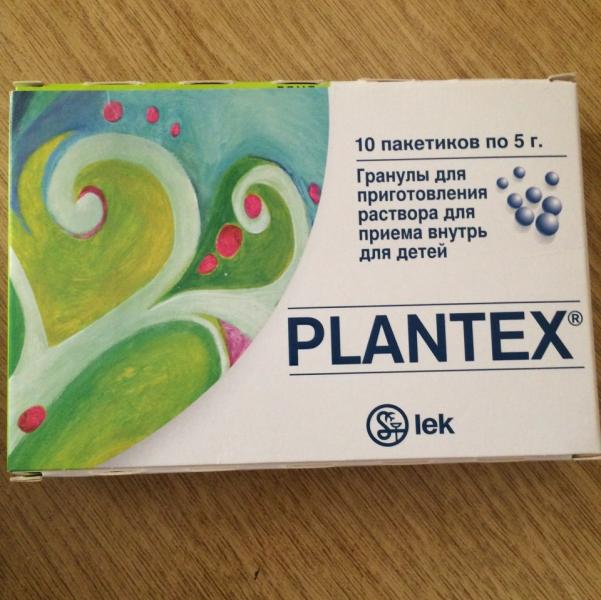 10 пакетиков по 5 г.
Гранулы для
приготовления
раствора для
приема внутрь
для детей
PLANTEX®
lek